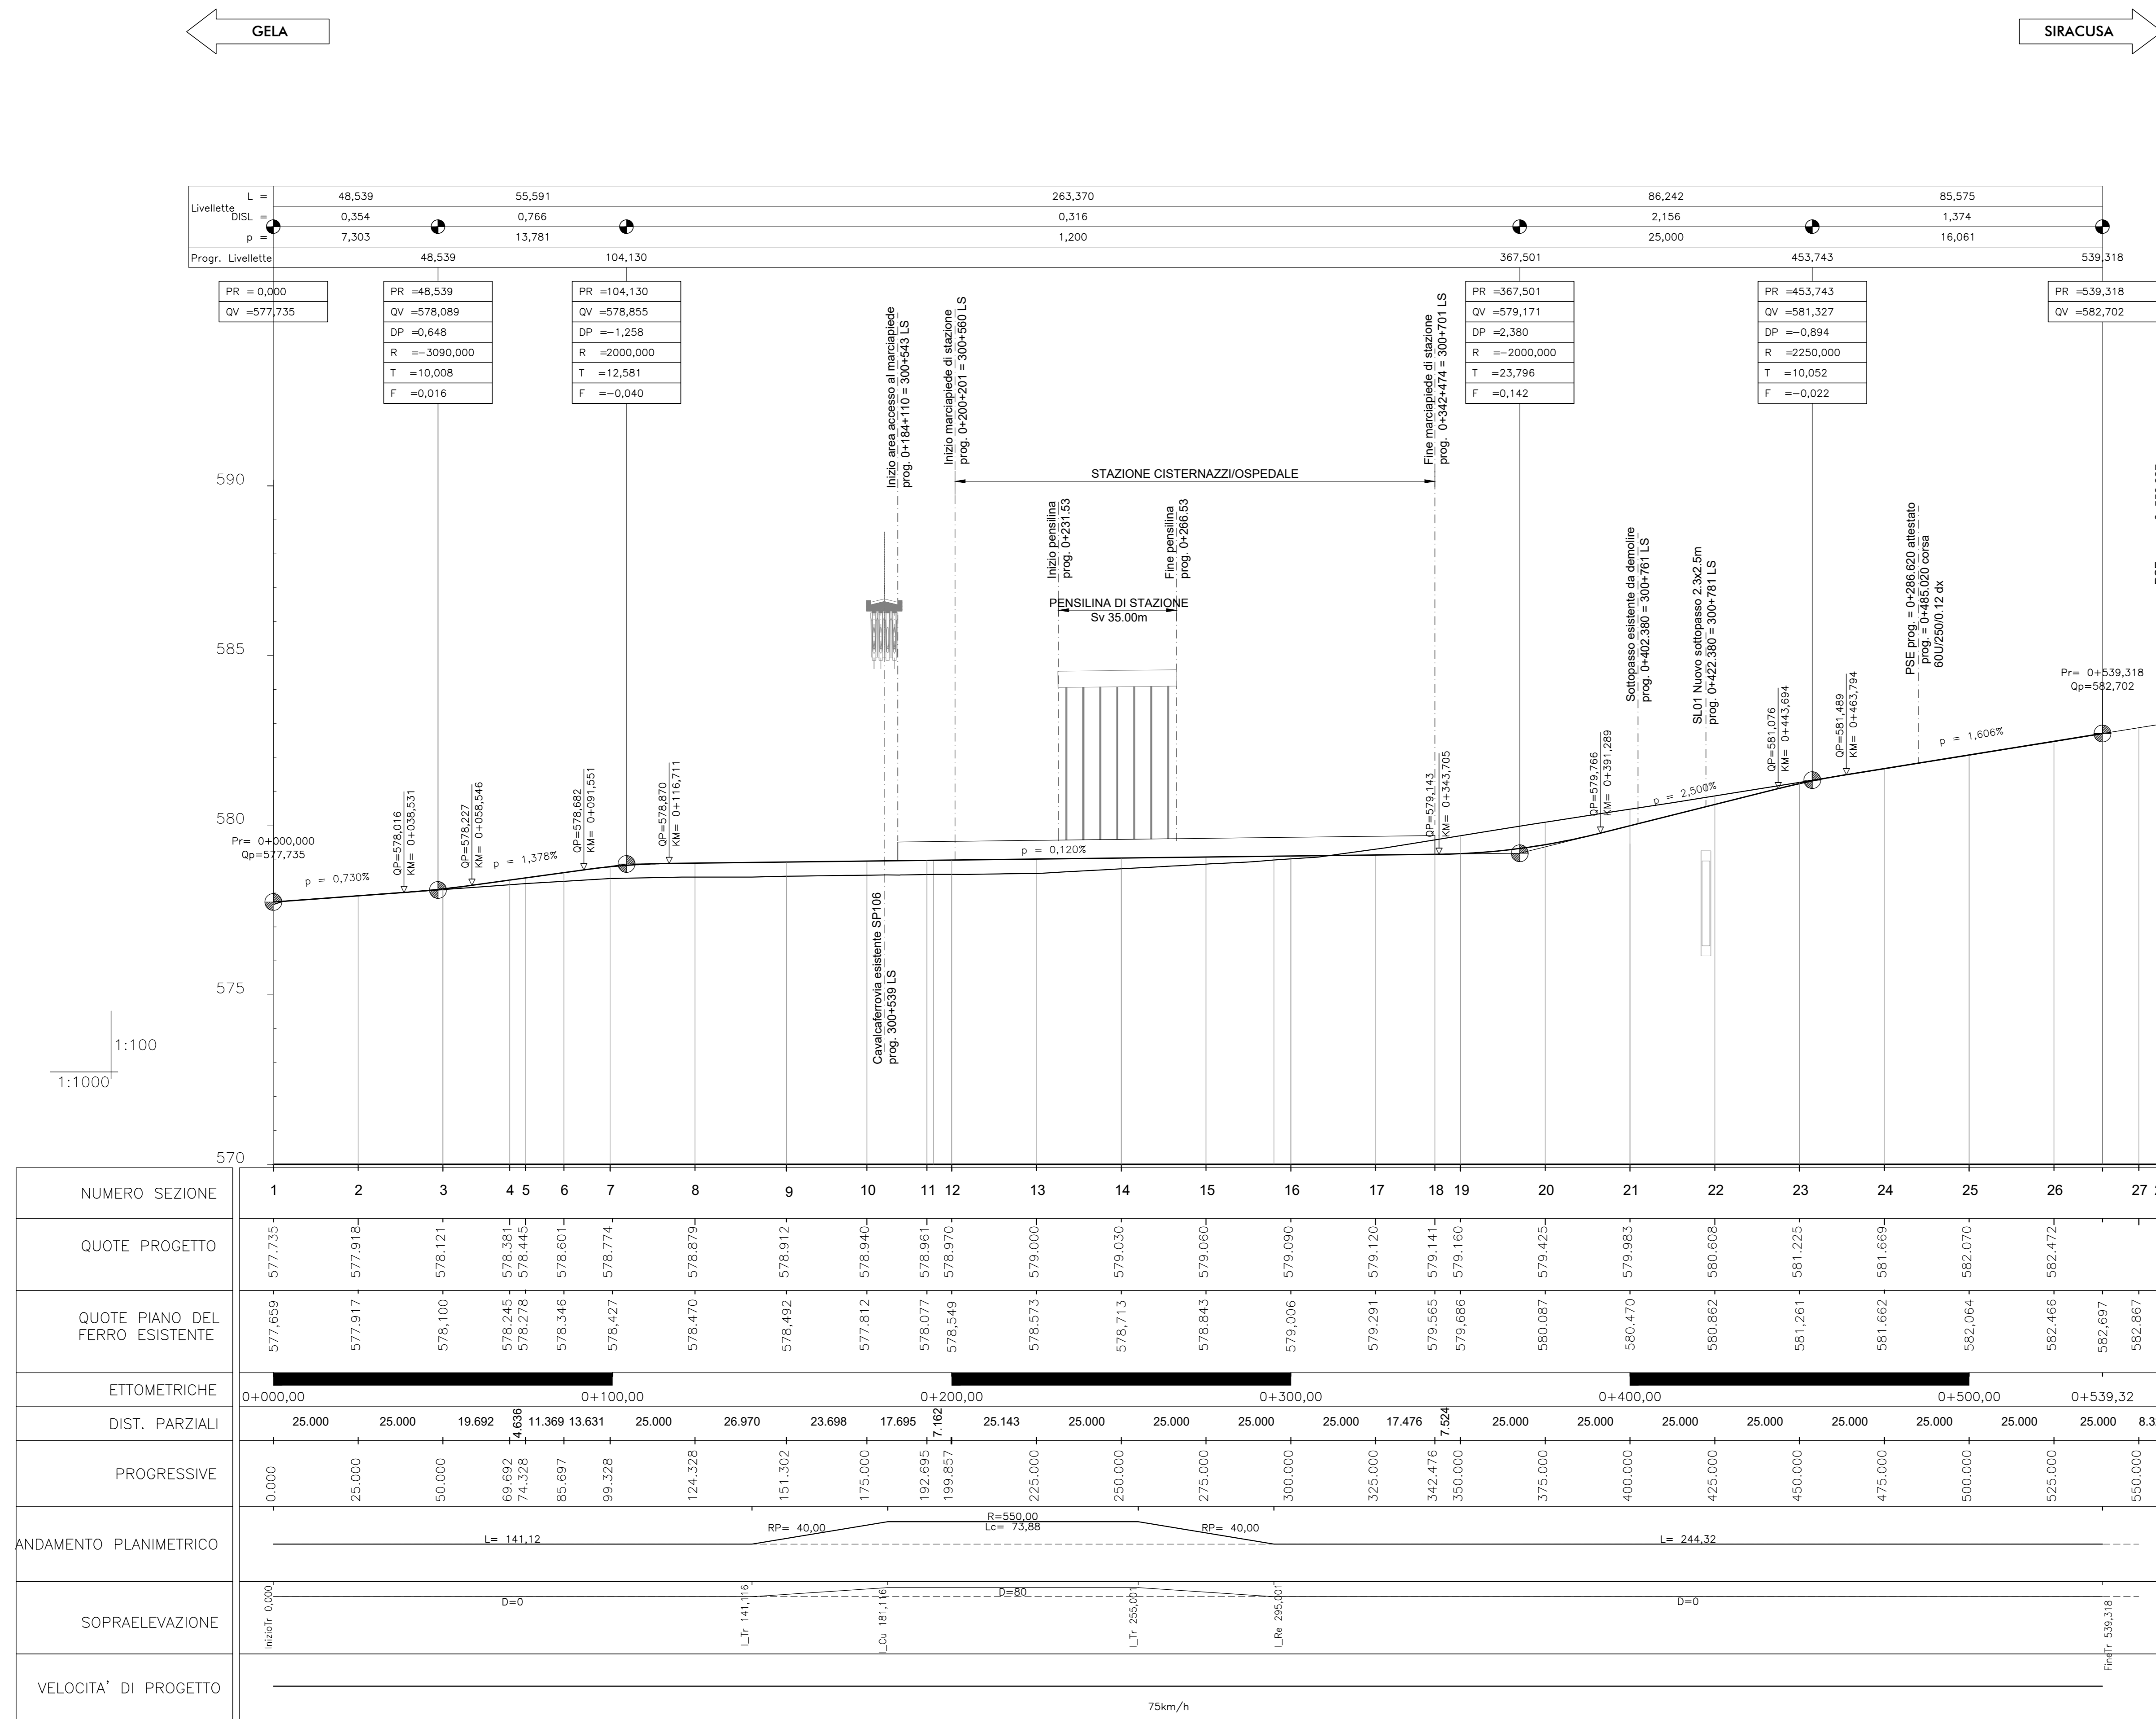 GELA
SIRACUSA
L = 48,539 55,591 263,370 86,242 85,575
Livellette
DISL = 0,354 0,766 0,316 2,156 1,374
p = 7,303 13,781 1,200 25,000 16,061
Progr. Livellette 48,539 104,130 367,501 453,743 539,318
PR = 0,000
QV =577,735
PR =48,539
QV =578,089
DP =0,648
R =-3090,000
T =10,008
F =0,016
PR =104,130
QV =578,855
DP =-1,258
R =2000,000
T =12,581
F =-0,040
PR =367,501
QV =579,171
DP =2,380
R =-2000,000
T =23,796
F =0,142
PR =453,743
QV =581,327
DP =-0,894
R =2250,000
T =10,052
F =-0,022
PR =539,318
QV =582,702
Inizio area accesso al marciapiede
prog. 0+184+110 = 300+543 LS
Inizio marciapiede di stazione
prog. 0+200+201 = 300+560 LS
Fine marciapiede di stazione
prog. 0+342+474 = 300+701 LS
STAZIONE CISTERNAZZI/OSPEDALE
Inizio pensilina
prog. 0+231.53
Fine pensilina
prog. 0+266.53
PENSILINA DI STAZIONE
Sv 35.00m
Sottopasso esistente da demolire
prog. 0+402.380 = 300+761 LS
SL01 Nuovo sottopasso 2.3x2.5m
prog. 0+422.380 = 300+781 LS
PSE prog. = 0+286.620 attestato
prog. = 0+485.020 corsa
60U/250/0.12 dx
Cavalcaferrovia esistente SP106
prog. 300+539 LS
590
585
580
575
570
1:100
1:1000
Pr= 0+000,000
Qp=577,735
p = 0,730%
QP=578,016
KM= 0+038,531
QP=578,227
KM= 0+058,546
p = 1,378%
QP=578,682
KM= 0+091,551
QP=578,870
KM= 0+116,711
p = 0,120%
QP=579,143
KM= 0+343,705
QP=579,766
KM= 0+391,289
p = 2,500%
QP=581,076
KM= 0+443,694
QP=581,489
KM= 0+463,794
p = 1,606%
Pr= 0+539,318
Qp=582,702
NUMERO SEZIONE 1 2 3 4 5 6 7 8 9 10 11 12 13 14 15 16 17 18 19 20 21 22 23 24 25 26 27
QUOTE PROGETTO 577.735 577.918 578.121 578.381 578.445 578.601 578.774 578.879 578.912 578.940 578.961 578.970 579.000 579.030 579.060 579.090 579.120 579.141 579.160 579.425 579.983 580.608 581.225 581.669 582.070 582.472
QUOTE PIANO DEL
FERRO ESISTENTE 577,659 577.917 578,100 578.245 578.278 578.346 578,427 578.470 578,492 577.812 578.077 578,549 578.573 578,713 578.843 579,006 579.291 579.565 579,686 580.087 580.470 580.862 581,261 581.662 582,064 582.466 582,697 582.867
ETTOMETRICHE 0+000,00 0+100,00 0+200,00 0+300,00 0+400,00 0+500,00 0+539,32
DIST. PARZIALI 25.000 25.000 19.692 4.636 11.369 13.631 25.000 26.970 23.698 17.695 7.162 25.143 25.000 25.000 25.000 25.000 17.476 7.524 25.000 25.000 25.000 25.000 25.000 25.000 25.000 25.000
PROGRESSIVE 0.000 25.000 50.000 69.692 74.328 85.697 99.328 124.328 151.302 175.000 192.695 199.857 225.000 250.000 275.000 300.000 325.000 342.476 350.000 375.000 400.000 425.000 450.000 475.000 500.000 525.000 550.000
ANDAMENTO PLANIMETRICO L= 141,12 RP= 40,00 R=550,00 Lc= 73,88 RP= 40,00 L= 244,32
SOPRAELEVAZIONE InizioTr 0,000 D=0 I_Tr 141,116 I_Cu 181,116 D=80 I_Tr 255,001 I_Re 295,001 D=0 FineTr 539,318
VELOCITA' DI PROGETTO 75km/h